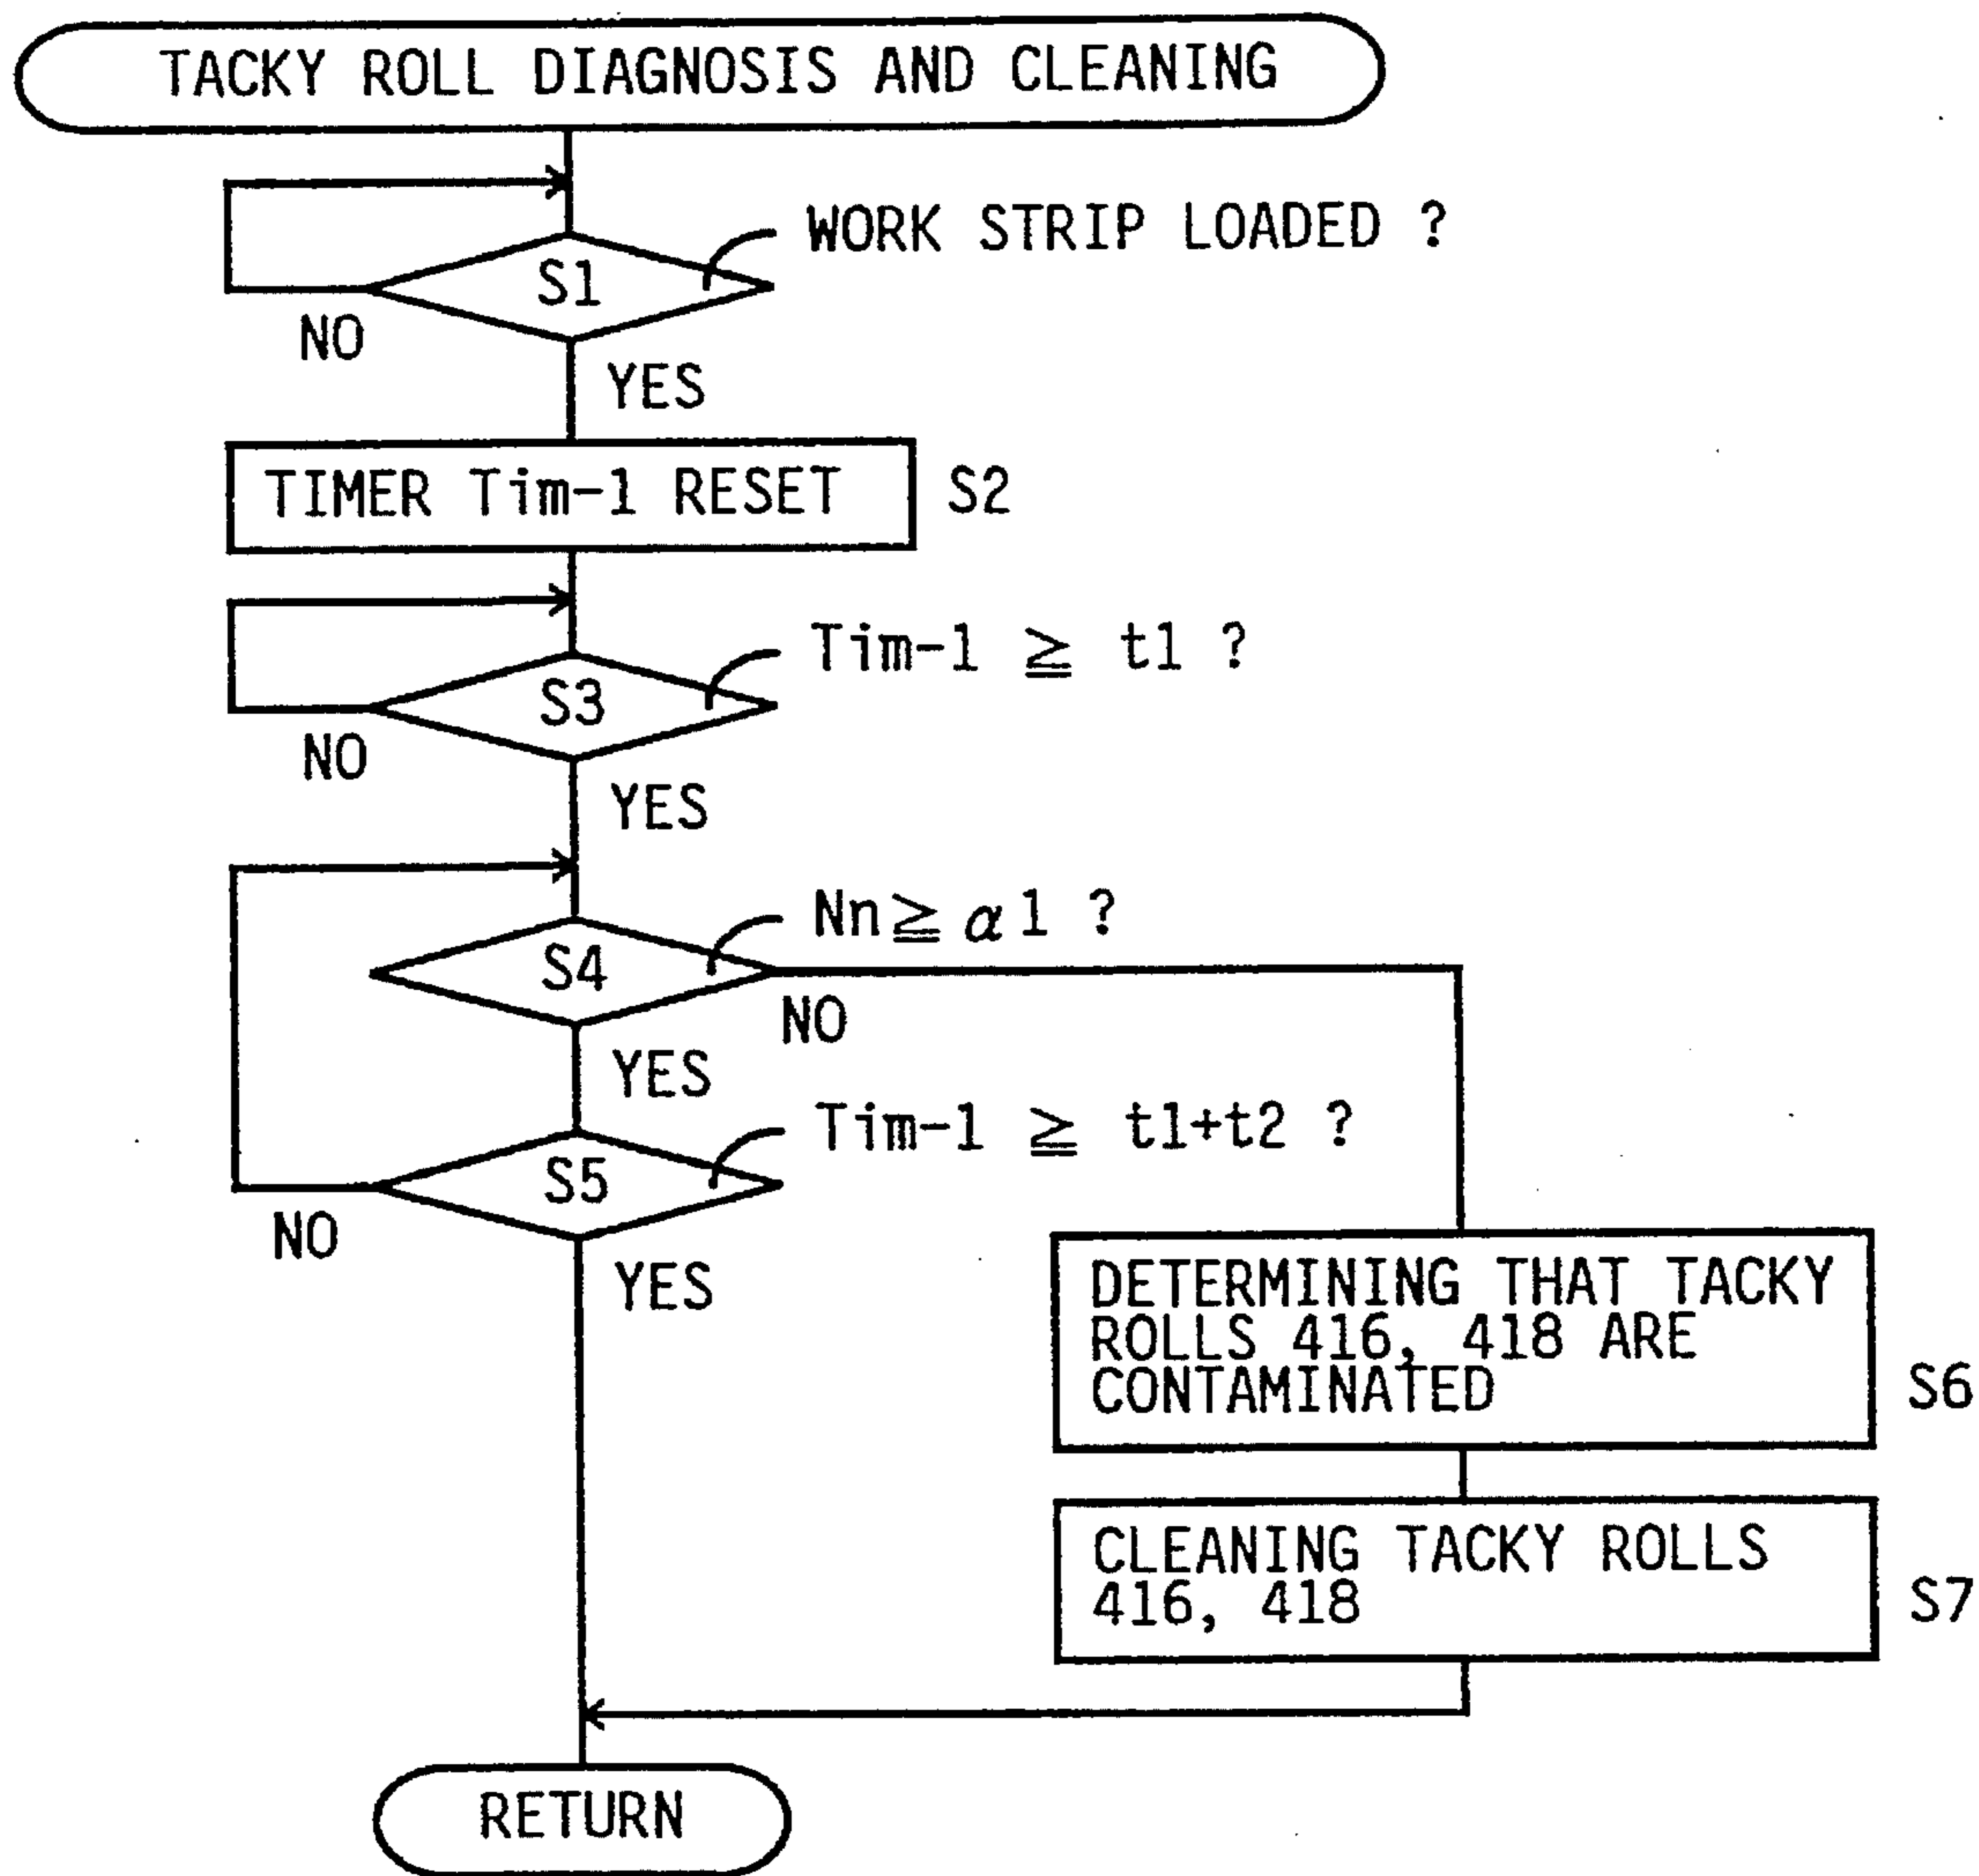 TACKY ROLL DIAGNOSIS AND CLEANING
WORK STRIP LOADED ?
S1
NO
YES
TIMER Tim-1 RESET
S2
Tim-1 ≧ t1 ?
S3
NO
YES
Nn≧ α1 ?
S4
NO
YES
Tim-1 ≧ t1+t2 ?
S5
NO
YES
DETERMINING THAT TACKY
ROLLS 416, 418 ARE
CONTAMINATED
S6
CLEANING TACKY ROLLS
416, 418
S7
RETURN